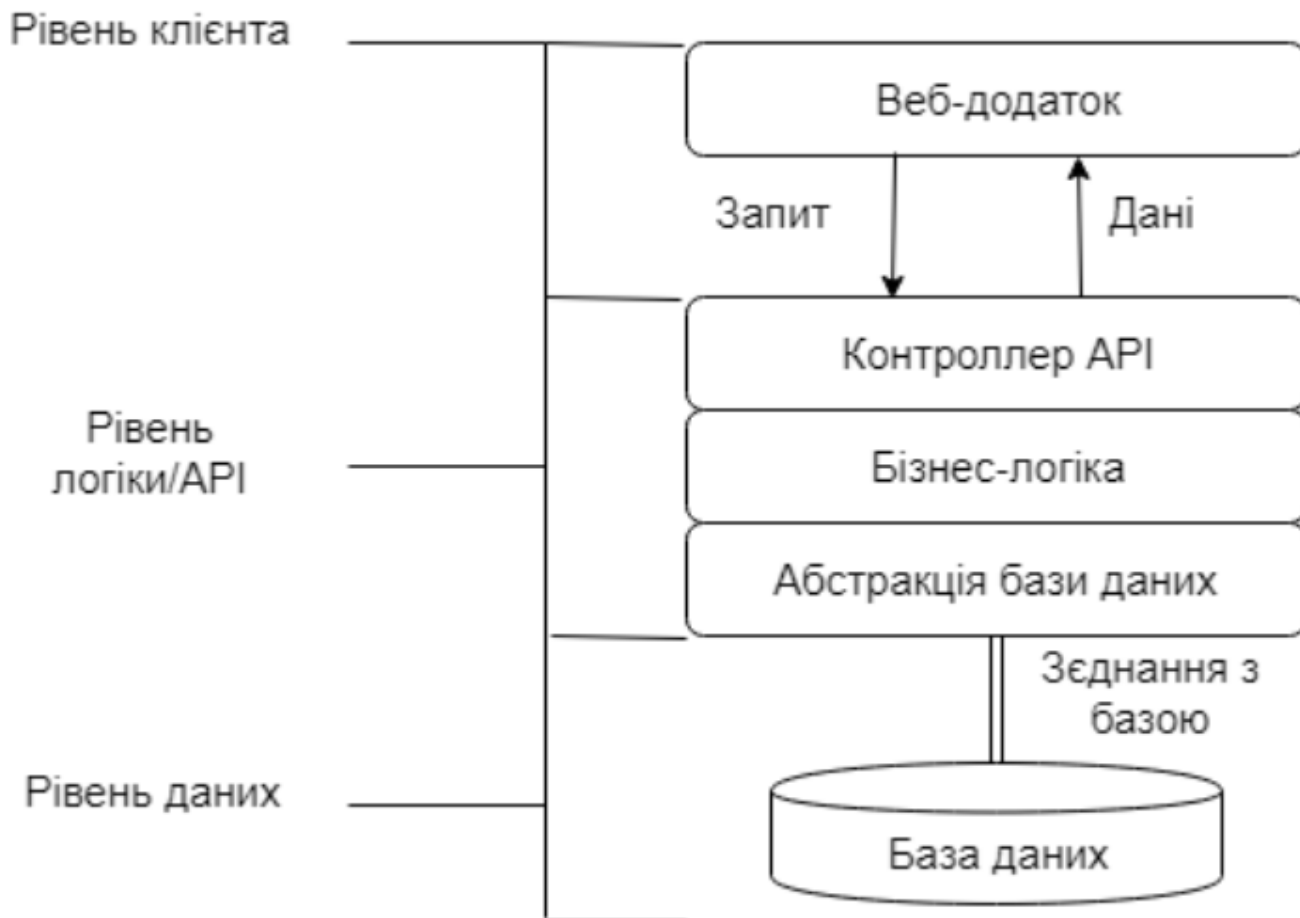 Рівень клієнта
Веб-додаток
Запит
Дані
Контроллер API
Рівень
логіки/API
Бізнес-логіка
Абстракція бази даних
Зєднання з
базою
Рівень даних
База даних